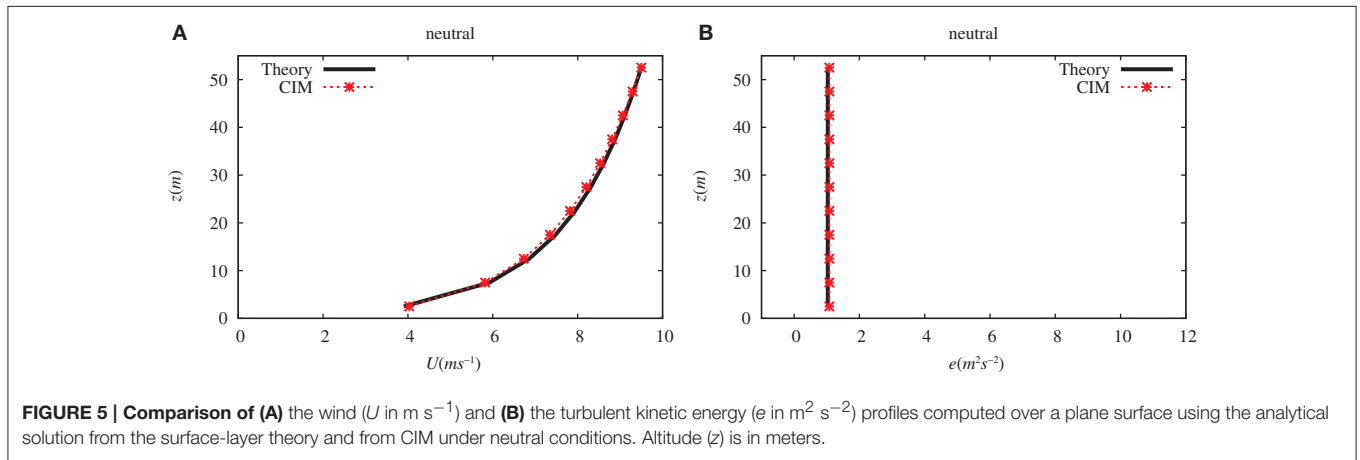 A
neutral
Theory
CIM
50
40
30
20
10
0
z(m)
0 2 4 6 8 10
U(ms⁻¹)
B
neutral
Theory
CIM
50
40
30
20
10
0
z(m)
0 2 4 6 8 10 12
e(m²s⁻²)
FIGURE 5 | Comparison of (A) the wind (U in m s⁻¹) and (B) the turbulent kinetic energy (e in m² s⁻²) profiles computed over a plane surface using the analytical
solution from the surface-layer theory and from CIM under neutral conditions. Altitude (z) is in meters.